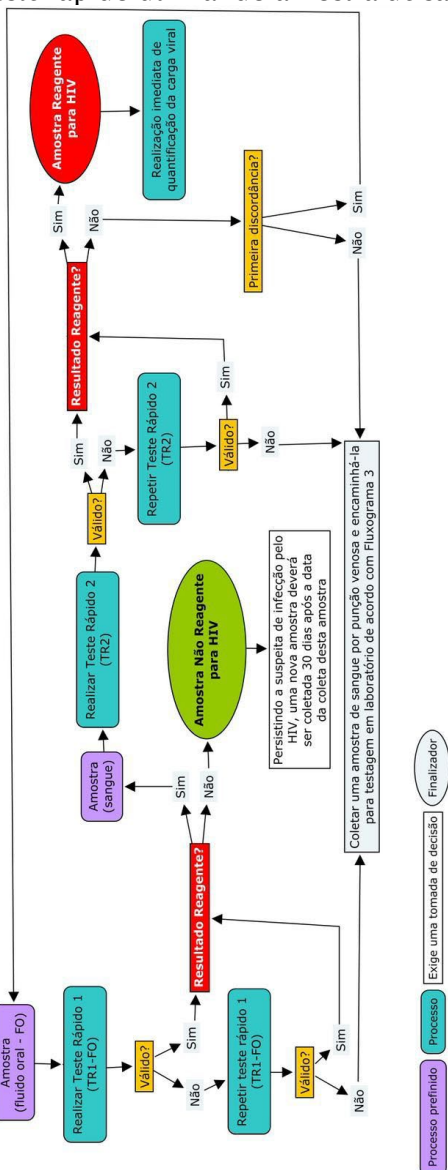 Amostra
(fluido oral - FO)
Realizar Teste Rápido 1
(TR1-FO)
Válido?
Sim
Não
Repetir teste rápido 1
(TR1-FO)
Válido?
Sim
Não
Resultado Reagente?
Sim
Não
Amostra
(sangue)
Realizar Teste Rápido 2
(TR2)
Válido?
Sim
Não
Repetir Teste Rápido 2
(TR2)
Válido?
Sim
Não
Resultado Reagente?
Sim
Não
Amostra Reagente
para HIV
Realização imediata de
quantificação da carga viral
Primeira discordância?
Sim
Não
Amostra Não Reagente
para HIV
Persistindo a suspeita de infecção pelo
HIV, uma nova amostra deverá
ser coletada 30 dias após a data
da coleta desta amostra
Coletar uma amostra de sangue por punção venosa e encaminhá-la
para testagem em laboratório de acordo com Fluxograma 3
Processo prefinido
Processo
Exige uma tomada de decisão
Finalizador